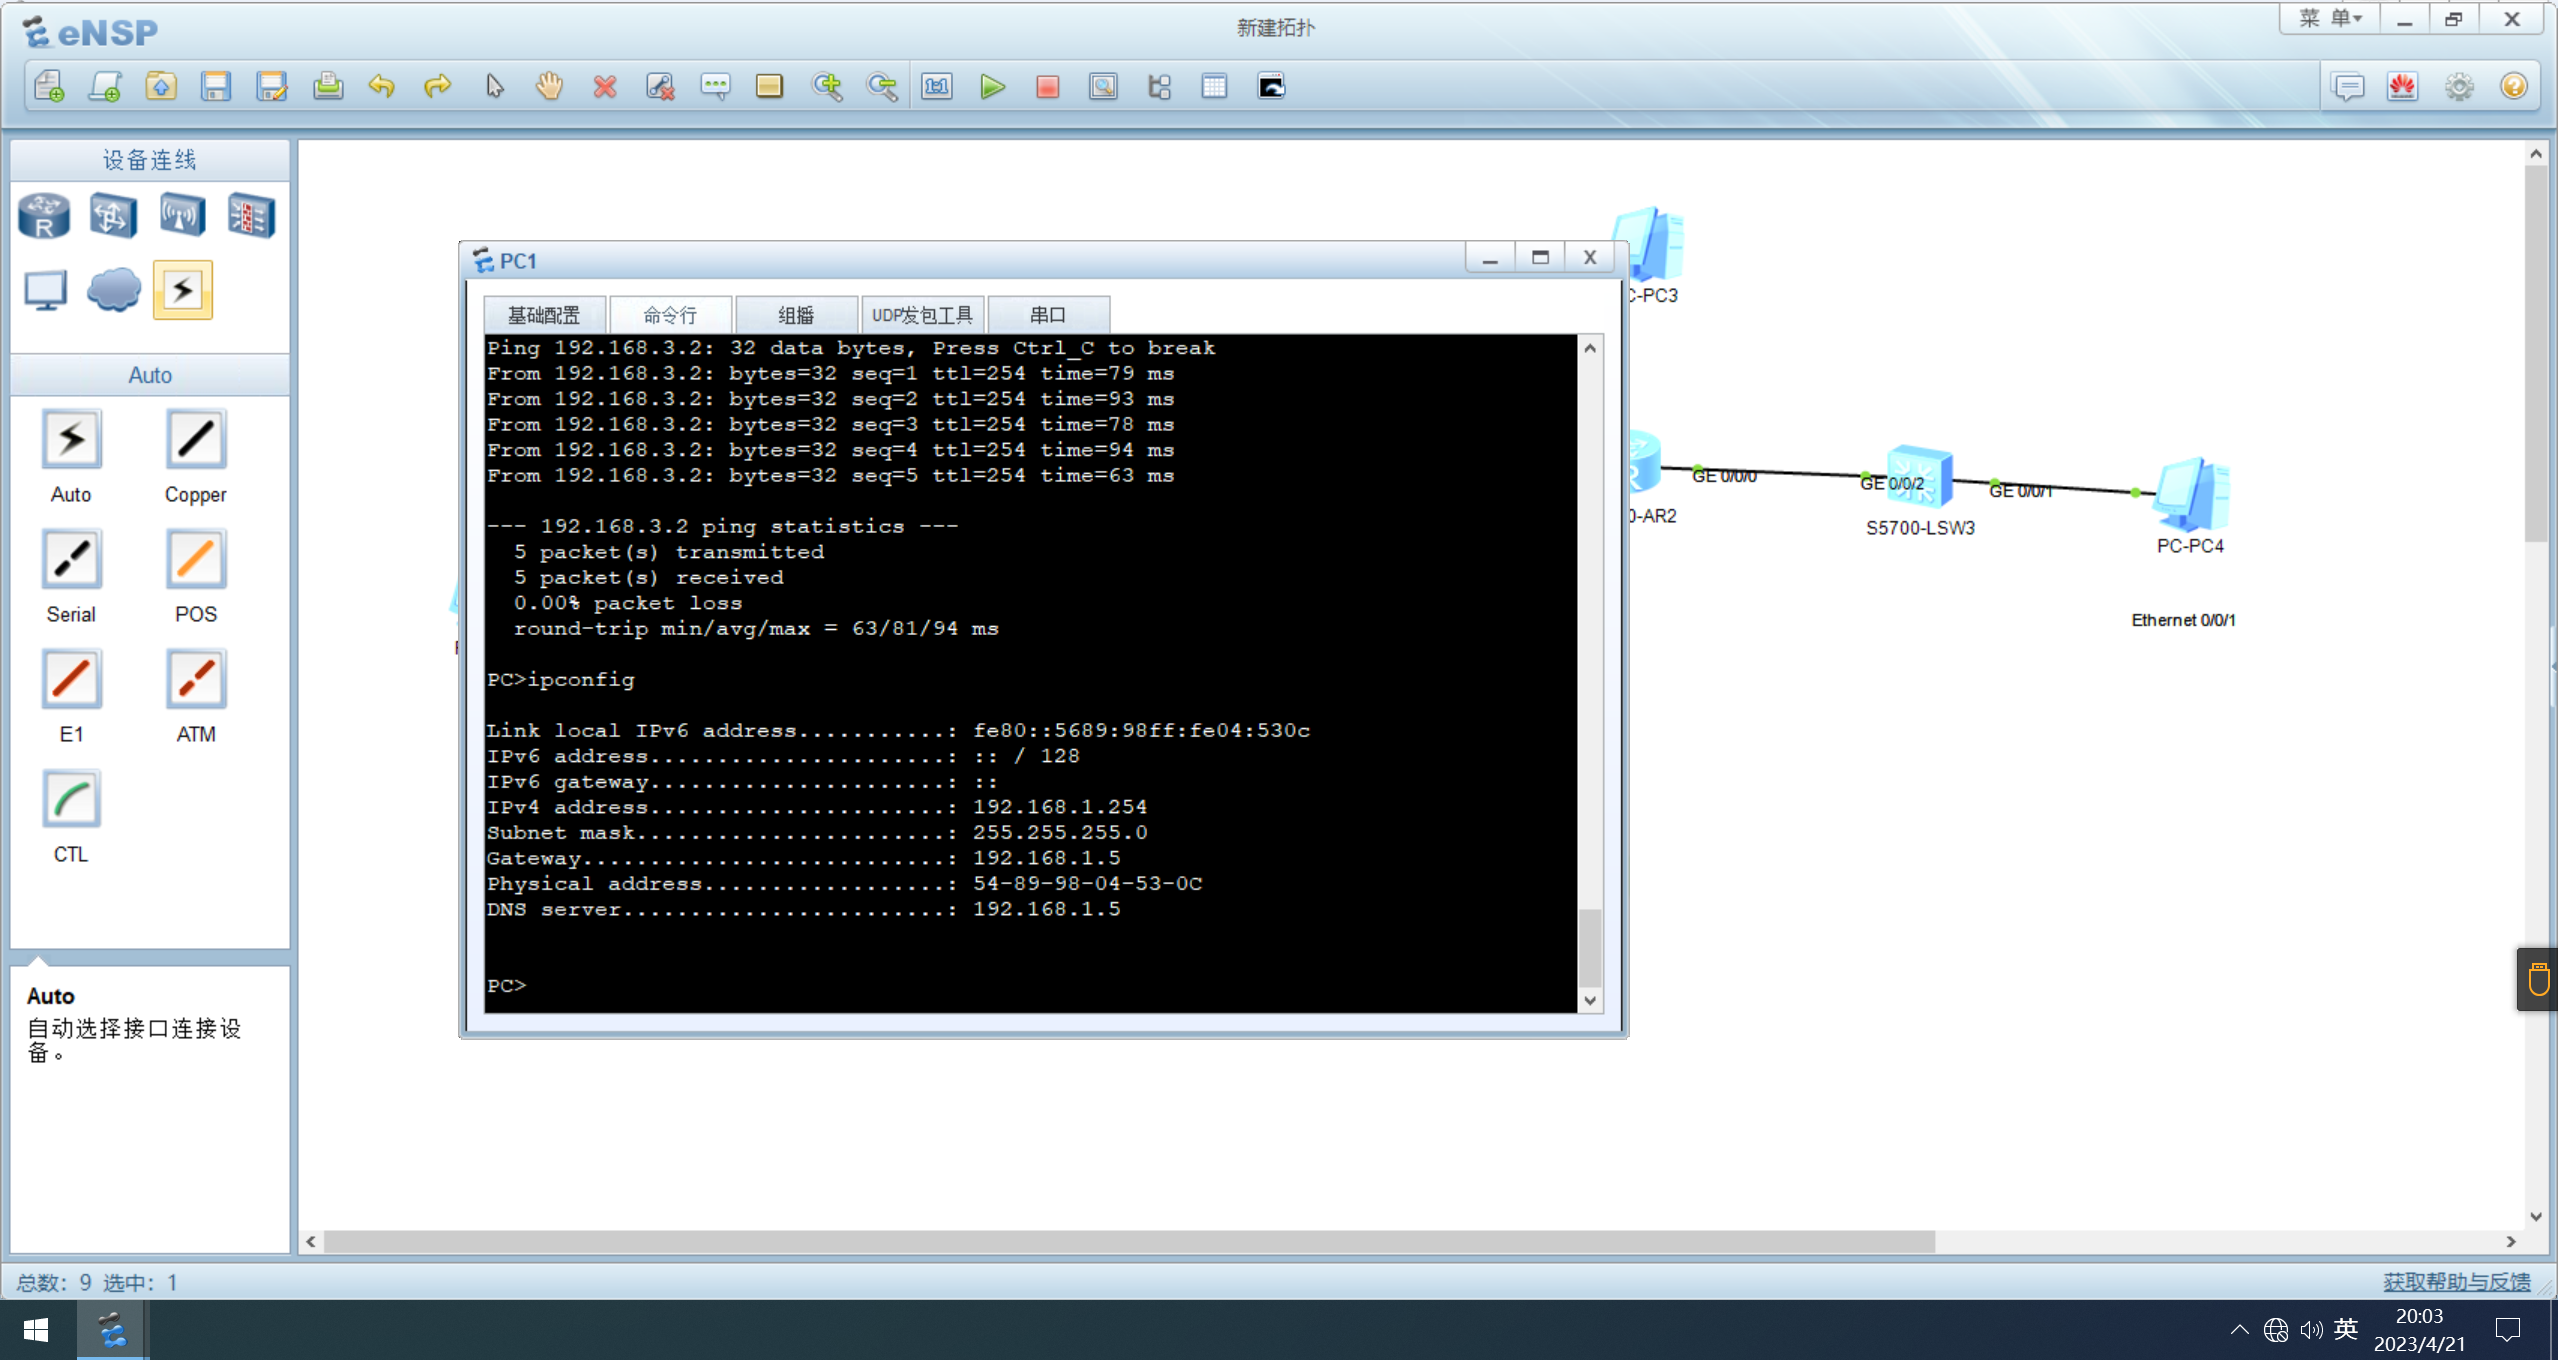 eNSP
新建拓扑
菜 单
设备连线
Auto
Auto
Copper
Serial
POS
E1
ATM
CTL
Auto
自动选择接口连接设
备。
PC1
基础配置
命令行
组播
UDP发包工具
串口
Ping 192.168.3.2: 32 data bytes, Press Ctrl_C to break
From 192.168.3.2: bytes=32 seq=1 ttl=254 time=79 ms
From 192.168.3.2: bytes=32 seq=2 ttl=254 time=93 ms
From 192.168.3.2: bytes=32 seq=3 ttl=254 time=78 ms
From 192.168.3.2: bytes=32 seq=4 ttl=254 time=94 ms
From 192.168.3.2: bytes=32 seq=5 ttl=254 time=63 ms
--- 192.168.3.2 ping statistics ---
5 packet(s) transmitted
5 packet(s) received
0.00% packet loss
round-trip min/avg/max = 63/81/94 ms
PC>ipconfig
Link local IPv6 address...........: fe80::5689:98ff:fe04:530c
IPv6 address......................: :: / 128
IPv6 gateway......................: ::
IPv4 address......................: 192.168.1.254
Subnet mask.......................: 255.255.255.0
Gateway...........................: 192.168.1.5
Physical address..................: 54-89-98-04-53-0C
DNS server........................: 192.168.1.5
PC>
C-PC3
R
GE 0/0/0
GE 0/0/2
GE 0/0/1
0-AR2
S5700-LSW3
PC-PC4
Ethernet 0/0/1
总数: 9 选中: 1
获取帮助与反馈
英
20:03
2023/4/21